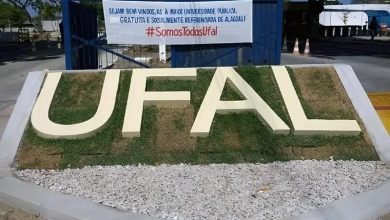 SEJAM BEM-VINDOS/AS À MAIOR UNIVERSIDADE PÚBLICA,
GRATUITA E SOCIALMENTE REFERENCIADA DE ALAGOAS!
#SomosTodosUfal
UFAL